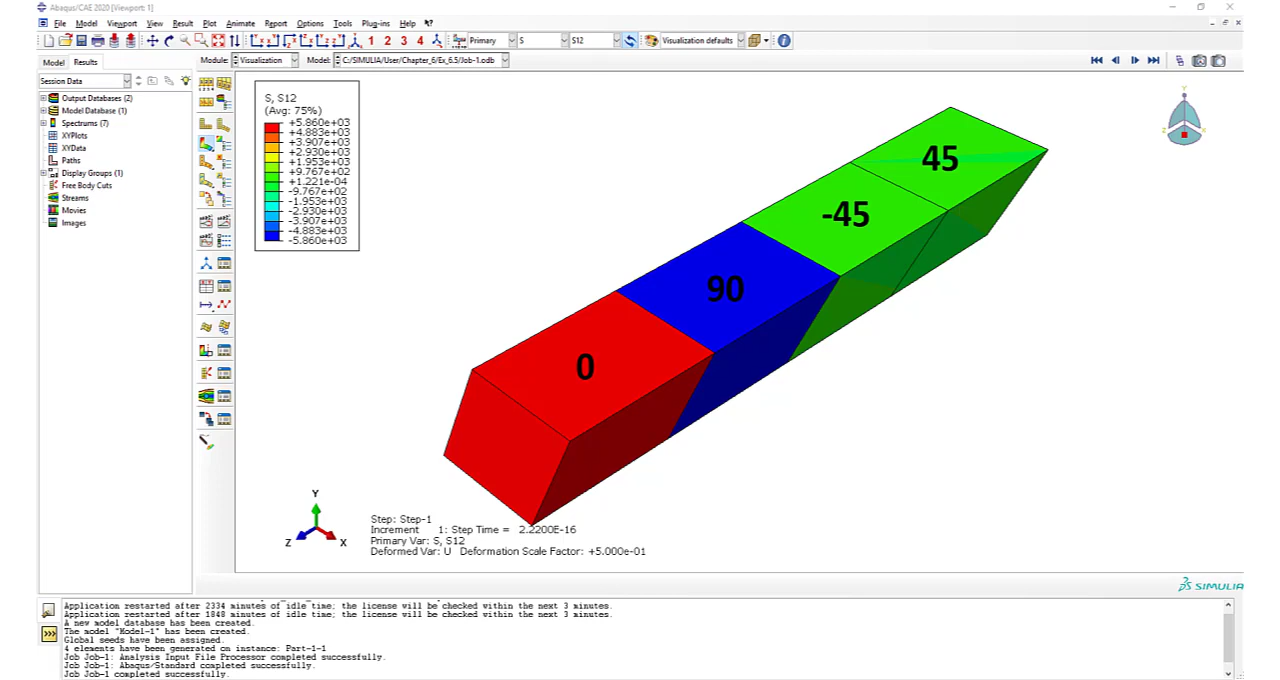 Abaqus/CAE 2020 [Viewport: 1]
File Model Viewport View Result Plot Animate Report Options Tools Plug-ins Help
1 2 3 4 Primary S S12 Visualization defaults
Model Results Module: Visualization Model: C:/SIMULIA/User/Chapter_6/Ex_6.5/Job-1.odb
Session Data
Output Databases (2)
Model Database (1)
Spectrums (7)
XYPlots
XYData
Paths
Display Groups (1)
Free Body Cuts
Streams
Movies
Images
S, S12
(Avg: 75%)
+5.860e+03
+4.883e+03
+3.907e+03
+2.930e+03
+1.953e+03
+9.767e+02
+1.221e-04
-9.767e+02
-1.953e+03
-2.930e+03
-3.907e+03
-4.883e+03
-5.860e+03
45
-45
90
0
Y
Z
X
Y
Step: Step-1
Increment 1: Step Time = 2.2200E-16
Primary Var: S, S12
Deformed Var: U Deformation Scale Factor: +5.000e-01
SIMULIA
Application restarted after 2334 minutes of idle time; the license will be checked within the next 3 minutes.
Application restarted after 1848 minutes of idle time; the license will be checked within the next 3 minutes.
A new model database has been created.
The model "Model-1" has been created.
Global seeds have been assigned.
4 elements have been generated on instance: Part-1-1
Job Job-1: Analysis Input File Processor completed successfully.
Job Job-1: Abaqus/Standard completed successfully.
Job Job-1 completed successfully.